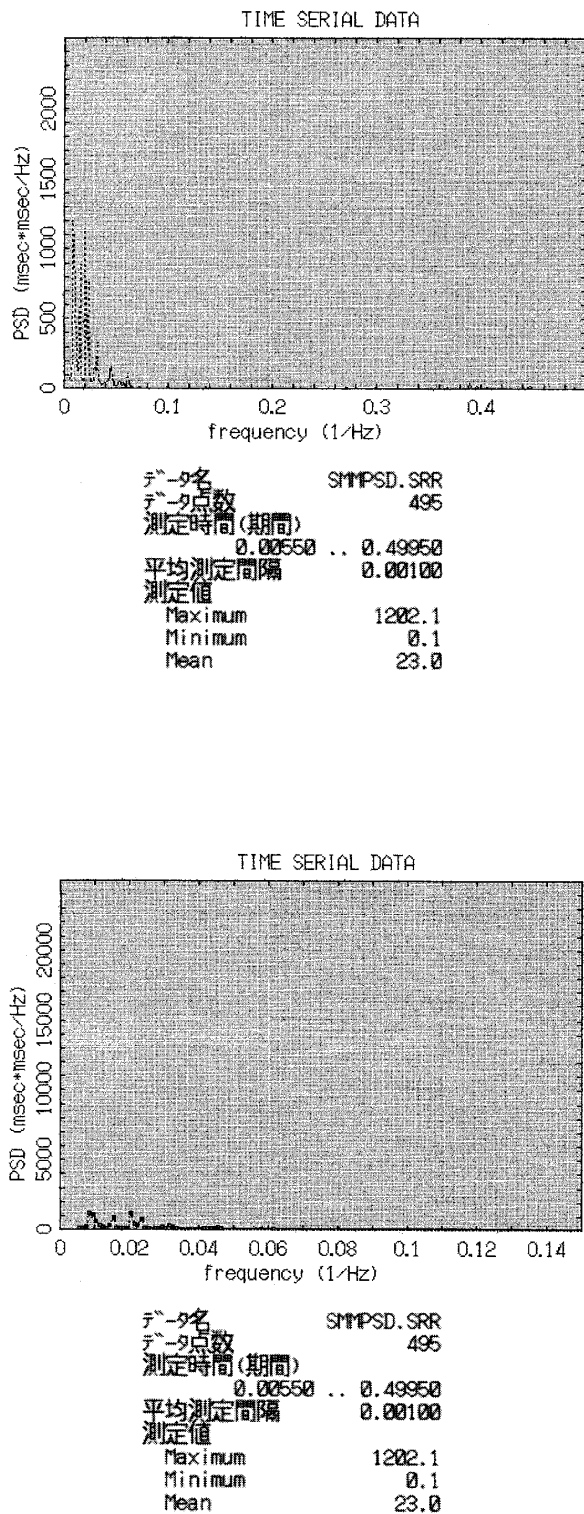 TIME SERIAL DATA
2000
1500
1000
500
0
PSD (msec*msec/Hz)
0 0.1 0.2 0.3 0.4
frequency (1/Hz)
データ名 SMMPSD.SRR
データ点数 495
測定時間(期間)
0.00550 .. 0.49950
平均測定間隔 0.00100
測定値
Maximum 1202.1
Minimum 0.1
Mean 23.0
TIME SERIAL DATA
20000
15000
10000
5000
0
PSD (msec*msec/Hz)
0 0.02 0.04 0.06 0.08 0.1 0.12 0.14
frequency (1/Hz)
データ名 SMMPSD.SRR
データ点数 495
測定時間(期間)
0.00550 .. 0.49950
平均測定間隔 0.00100
測定値
Maximum 1202.1
Minimum 0.1
Mean 23.0